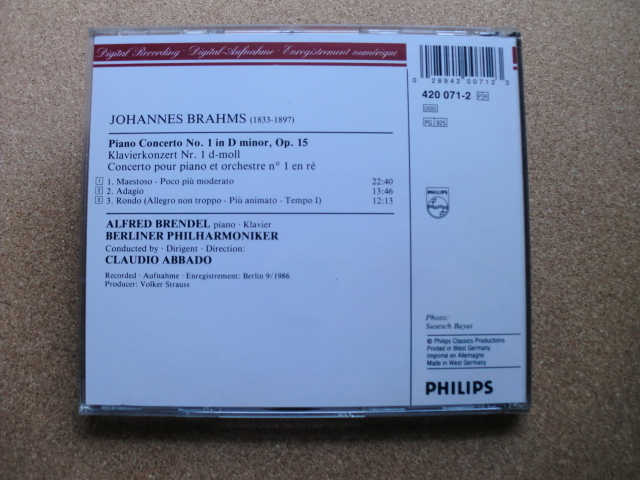 Digital Recording · Digital-Aufnahme · Enregistrement numérique
JOHANNES BRAHMS (1833-1897)
Piano Concerto No. 1 in D minor, Op. 15
Klavierkonzert Nr. 1 d-moll
Concerto pour piano et orchestre n° 1 en ré
1 1. Maestoso - Poco più moderato 22:40
2 2. Adagio 13:46
3 3. Rondo (Allegro non troppo - Più animato - Tempo I) 12:13
ALFRED BRENDEL piano · Klavier
BERLINER PHILHARMONIKER
Conducted by · Dirigent · Direction:
CLAUDIO ABBADO
Recorded · Aufnahme · Enregistrement: Berlin 9/1986
Producer: Volker Strauss
0 28942 00712 3
420 071-2 PH
DDD
PG 925
PHILIPS
Photo:
Susesch Bayat
© Philips Classics Productions
Printed in West Germany
Imprimé en Allemagne
Made in West Germany
PHILIPS